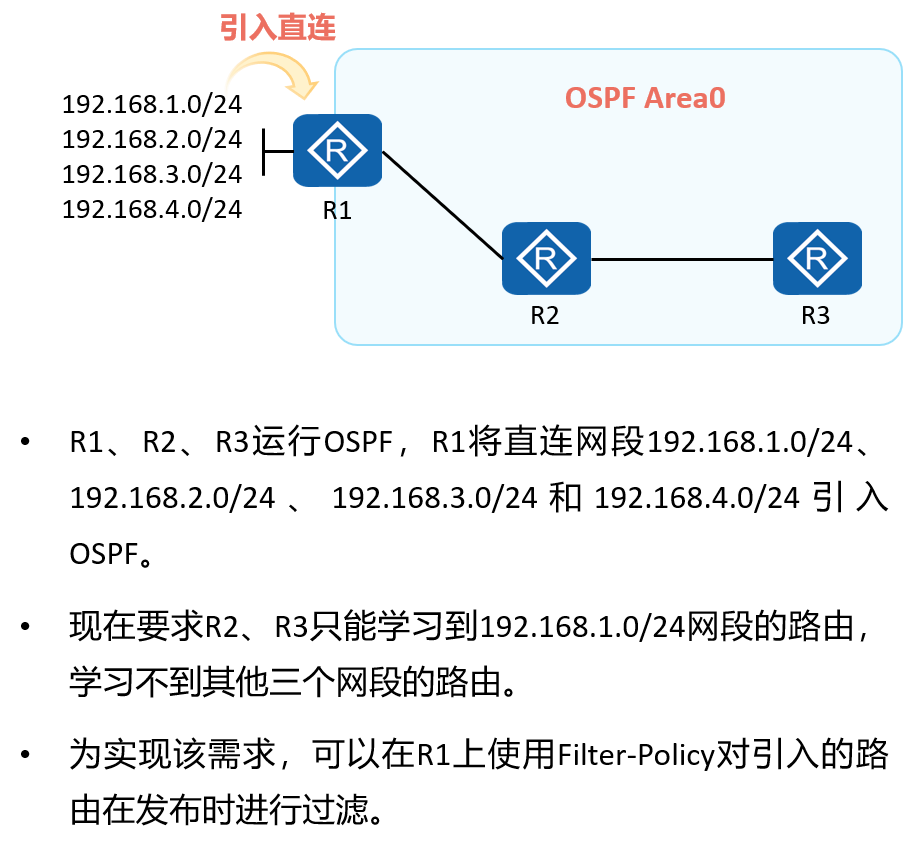 引入直连
OSPF Area0
192.168.1.0/24
192.168.2.0/24
192.168.3.0/24
192.168.4.0/24
R
R1
R
R2
R
R3
• R1、R2、R3运行OSPF，R1将直连网段192.168.1.0/24、
192.168.2.0/24 、 192.168.3.0/24 和 192.168.4.0/24 引入
OSPF。
• 现在要求R2、R3只能学习到192.168.1.0/24网段的路由，
学习不到其他三个网段的路由。
• 为实现该需求，可以在R1上使用Filter-Policy对引入的路
由在发布时进行过滤。